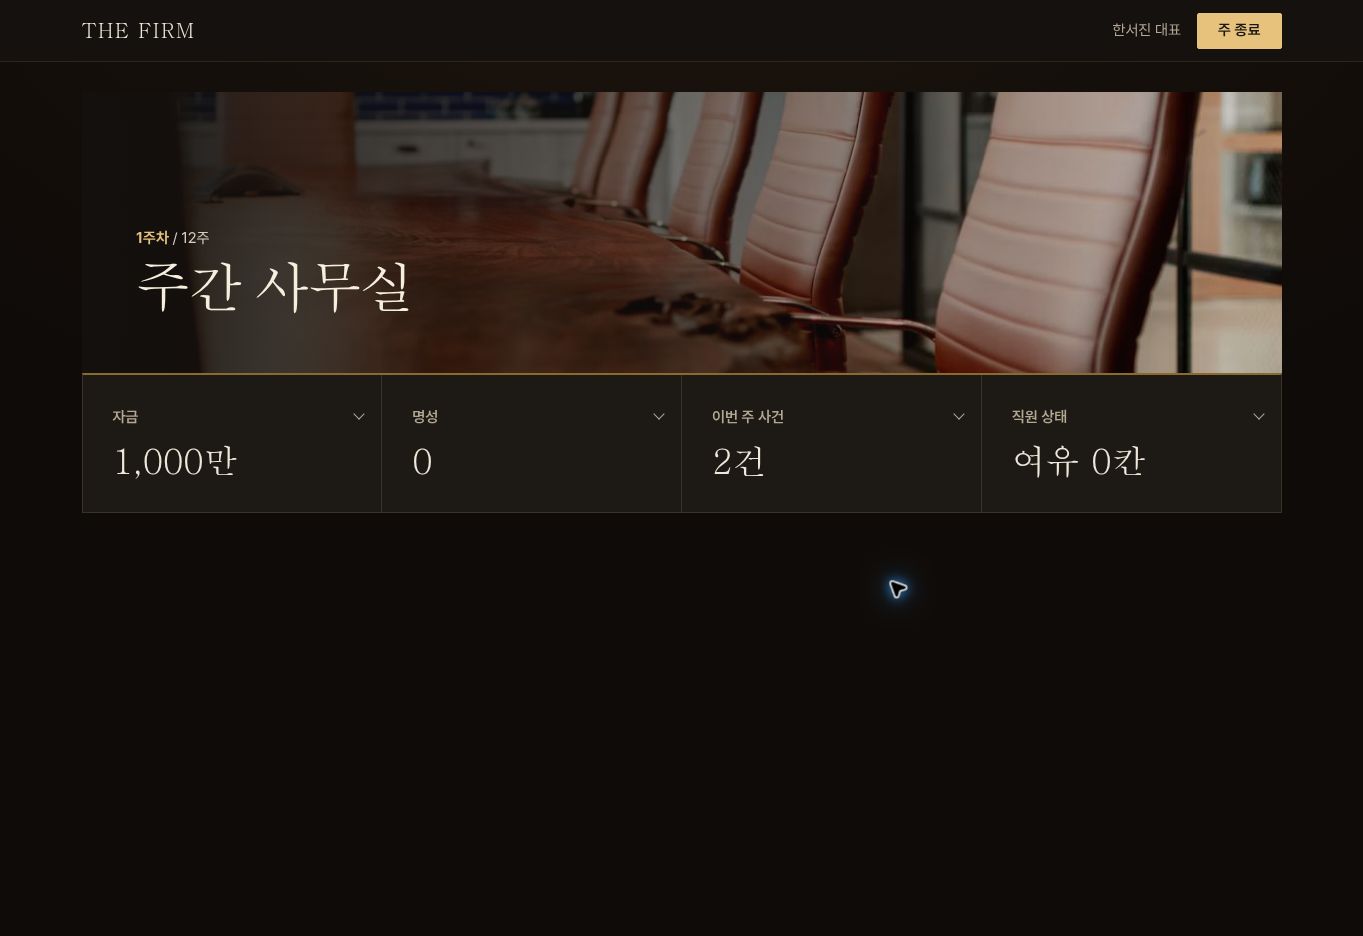 THE FIRM
한서진 대표
주 종료
1주차 / 12주
주간 사무실
자금
1,000만
명성
0
이번 주 사건
2건
직원 상태
여유 0칸